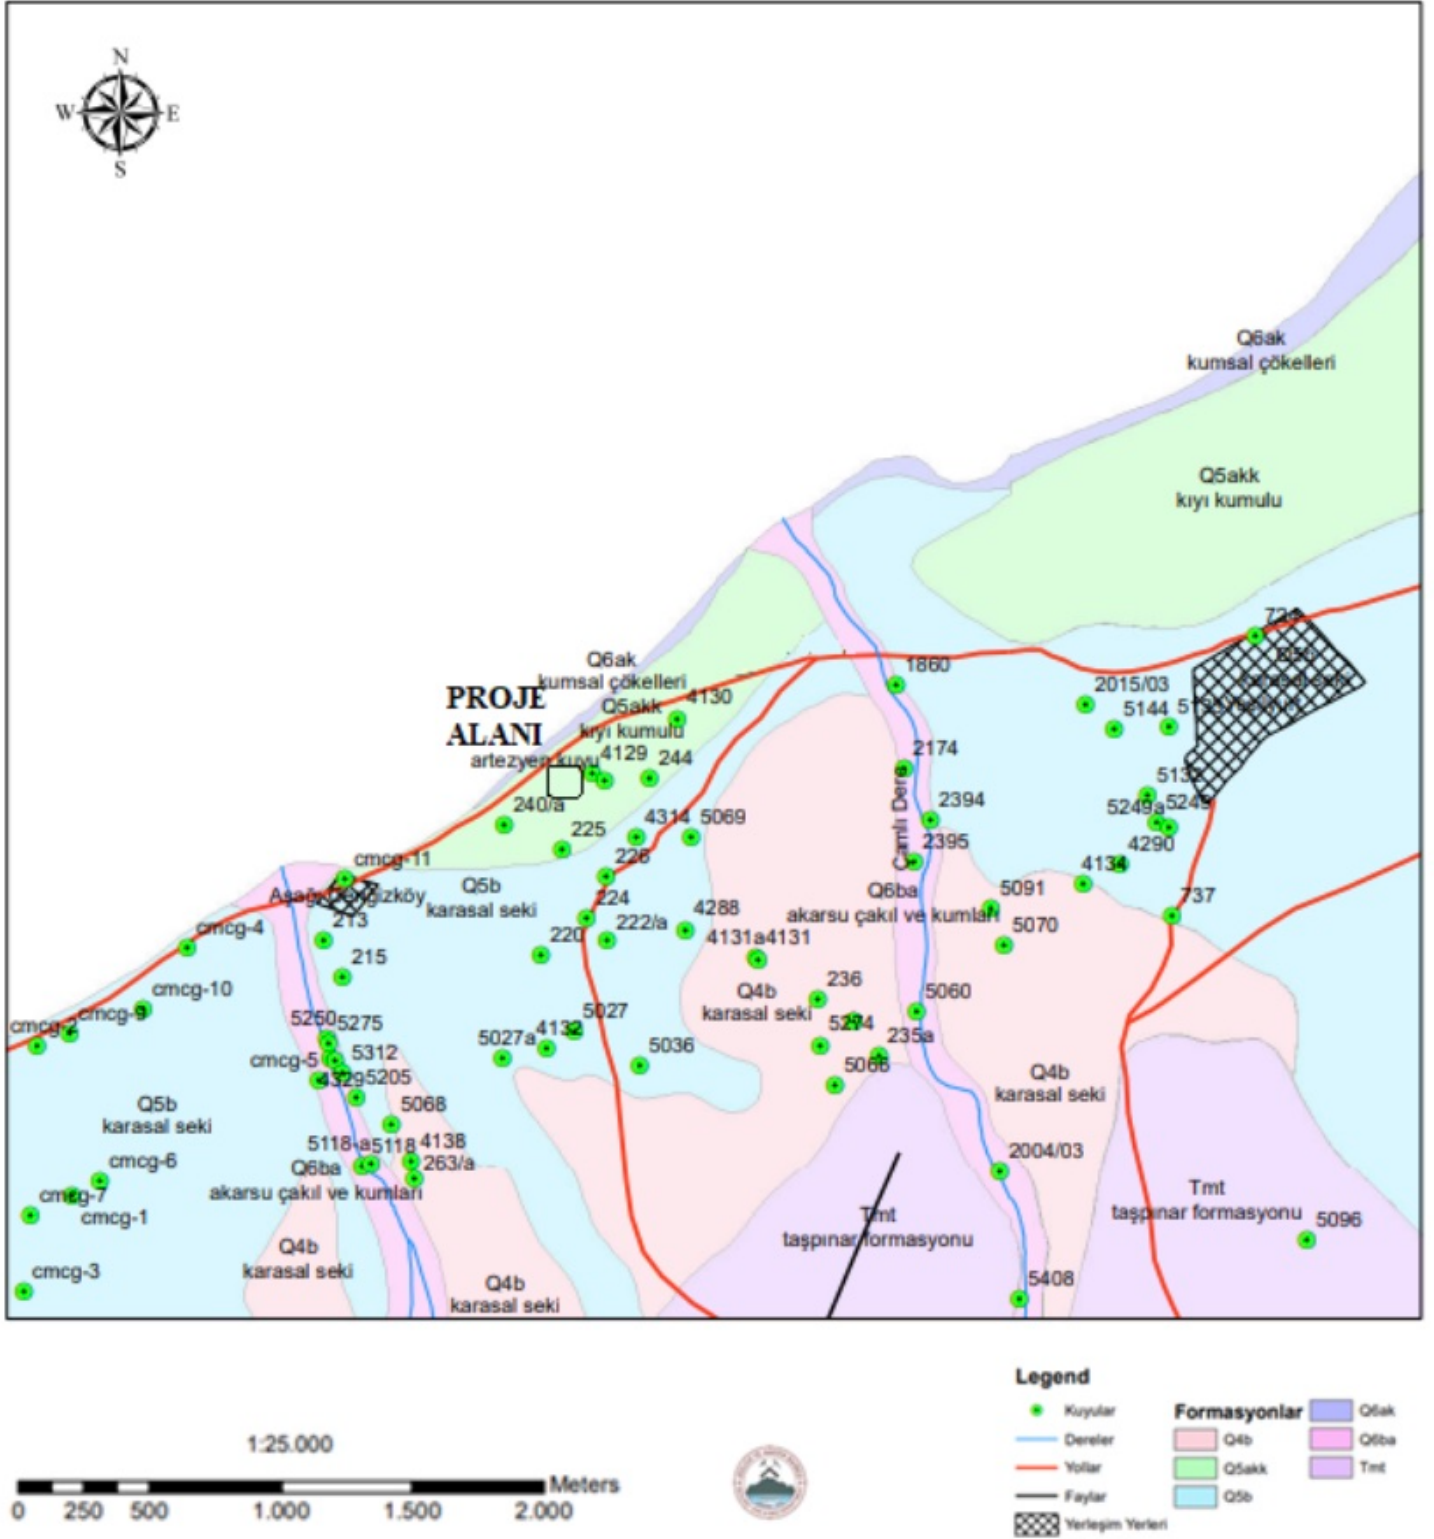 N
W
E
S
Q6ak
kumsal çökelleri
Q5akk
kıyı kumulu
Q6ak
kumsal çökelleri
PROJE
ALANI
Q5akk
kıyı kumulu
artezyen kuyu
4130
4129
244
240/a
225
4314
5069
226
224
222/a
220
4288
4131a
4131
1860
2174
Çamlı Dere
2394
2395
Q6ba
akarsu çakıl ve kumları
5091
5070
2015/03
5144
5249a
4290
4134
737
cmcg-11
Q5b
karasal seki
213
215
cmcg-4
cmcg-10
cmcg-9
cmcg-2
5250
5275
cmcg-5
5312
4329
5205
5027
4132
5027a
5036
Q4b
karasal seki
236
5274
235a
5066
5060
Q4b
karasal seki
Q5b
karasal seki
5068
5118-a
5118
4138
263/a
Q6ba
akarsu çakıl ve kumları
cmcg-6
cmcg-7
cmcg-1
cmcg-3
Q4b
karasal seki
Q4b
karasal seki
2004/03
Tmt
taşpınar formasyonu
Tmt
taşpınar formasyonu
5096
5408
1:25.000
Meters
0 250 500 1.000 1.500 2.000
Legend
Kuyular
Dereler
Yollar
Faylar
Yerleşim Yerleri
Formasyonlar
Q4b
Q5akk
Q5b
Q6ak
Q6ba
Tmt